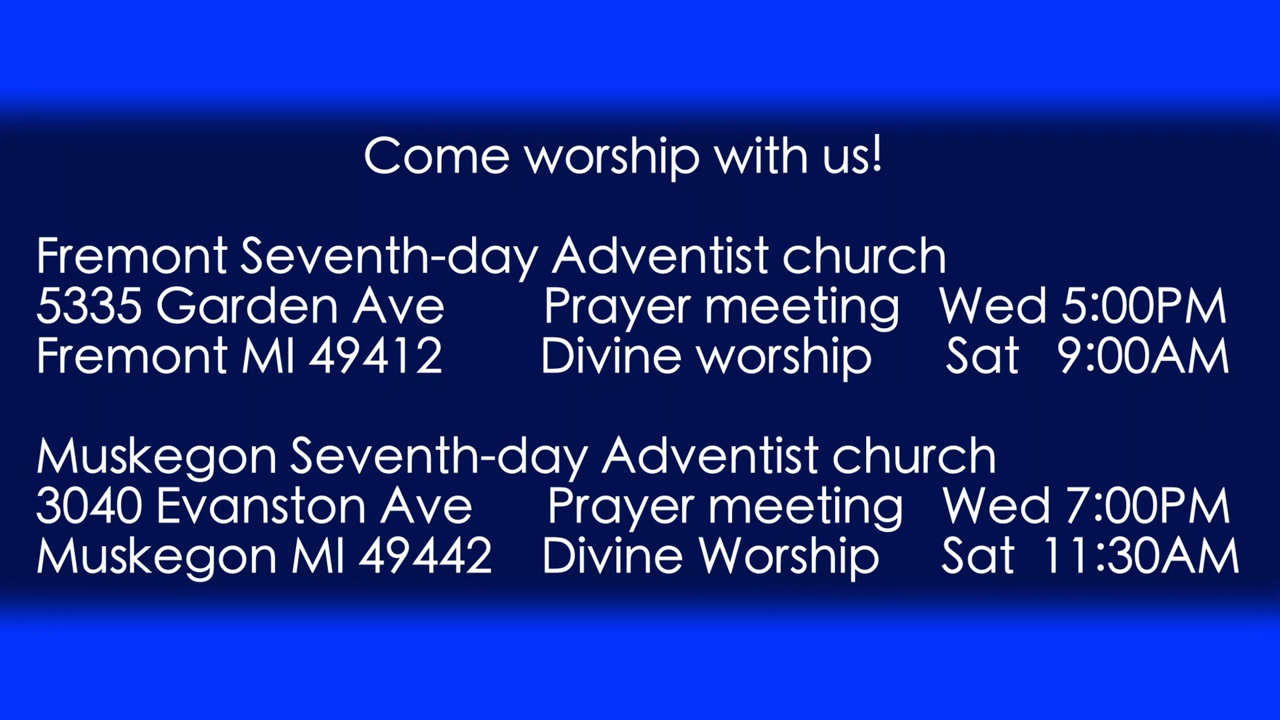 Come worship with us!
Fremont Seventh-day Adventist church
5335 Garden Ave Prayer meeting Wed 5:00PM
Fremont MI 49412 Divine worship Sat 9:00AM
Muskegon Seventh-day Adventist church
3040 Evanston Ave Prayer meeting Wed 7:00PM
Muskegon MI 49442 Divine Worship Sat 11:30AM